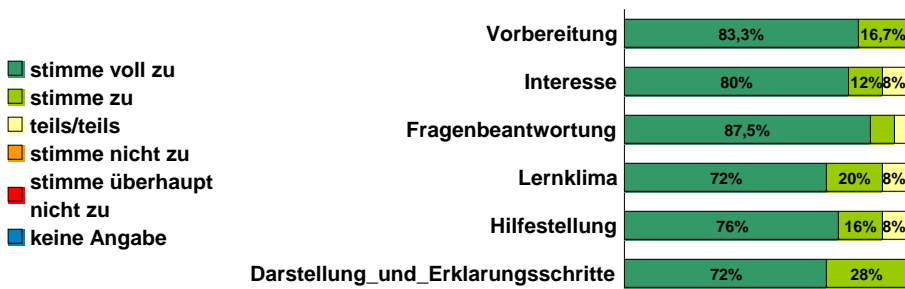 stimme voll zu
stimme zu
teils/teils
stimme nicht zu
stimme überhaupt
nicht zu
keine Angabe
Vorbereitung 83,3% 16,7%
Interesse 80% 12% 8%
Fragenbeantwortung 87,5%
Lernklima 72% 20% 8%
Hilfestellung 76% 16% 8%
Darstellung_und_Erklarungsschritte 72% 28%